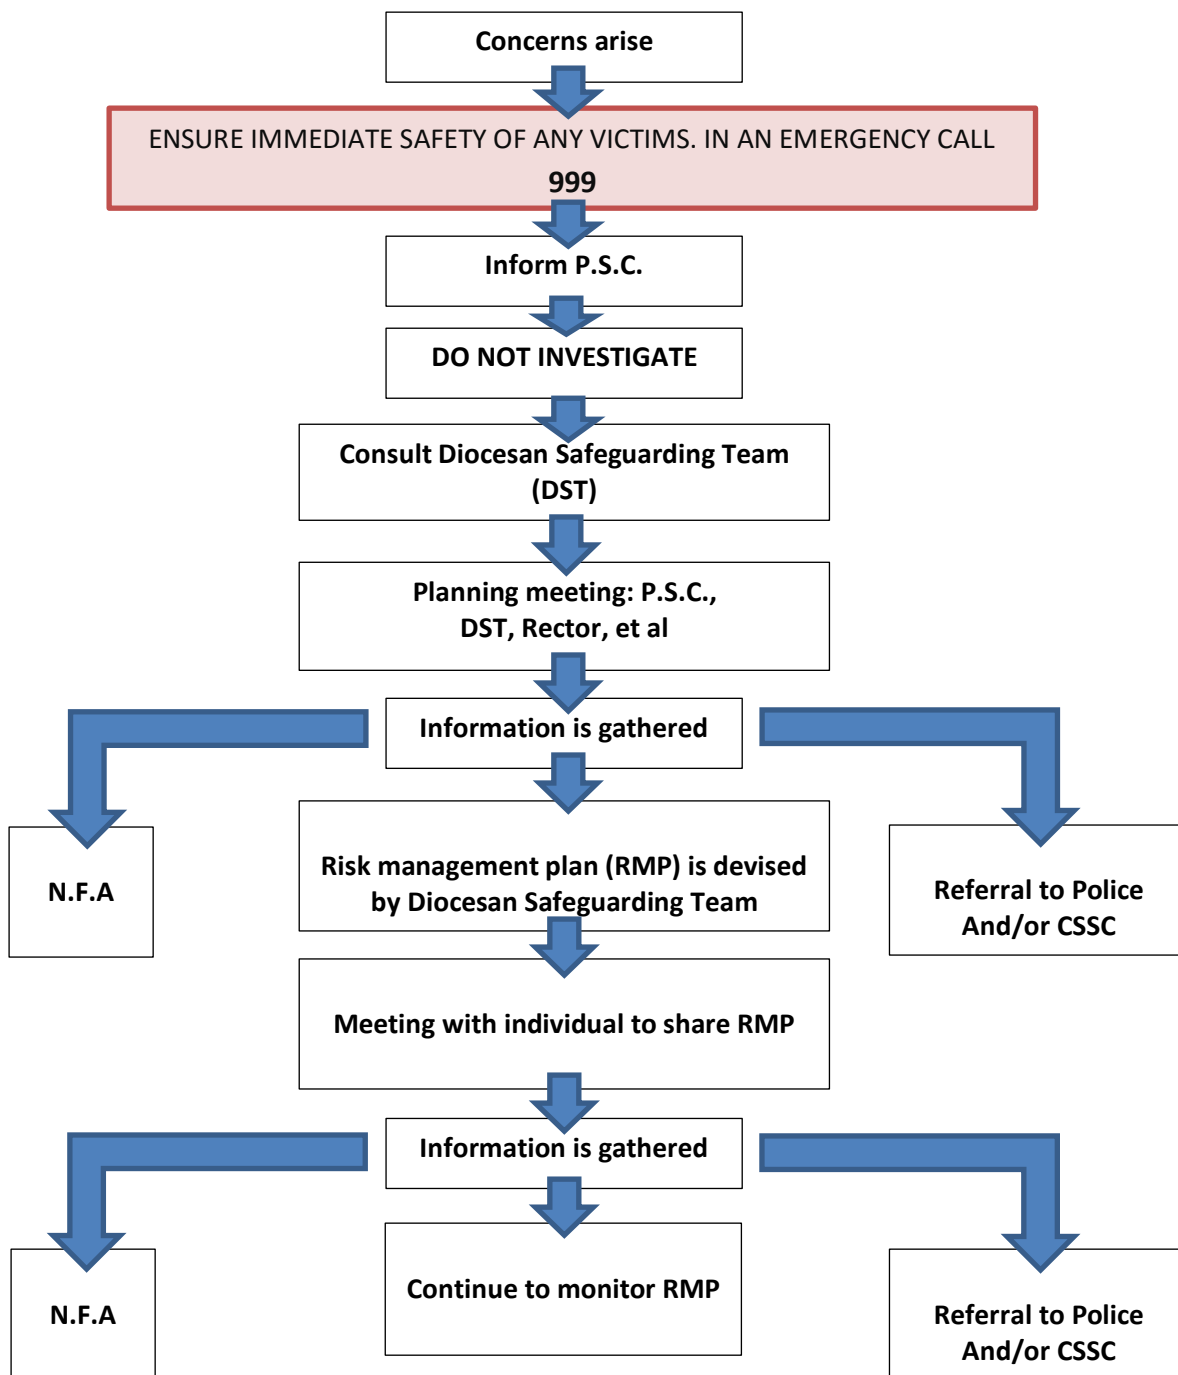 Concerns arise
ENSURE IMMEDIATE SAFETY OF ANY VICTIMS. IN AN EMERGENCY CALL
999
Inform P.S.C.
DO NOT INVESTIGATE
Consult Diocesan Safeguarding Team
(DST)
Planning meeting: P.S.C.,
DST, Rector, et al
Information is gathered
N.F.A
Risk management plan (RMP) is devised
by Diocesan Safeguarding Team
Referral to Police
And/or CSSC
Meeting with individual to share RMP
Information is gathered
N.F.A
Continue to monitor RMP
Referral to Police
And/or CSSC